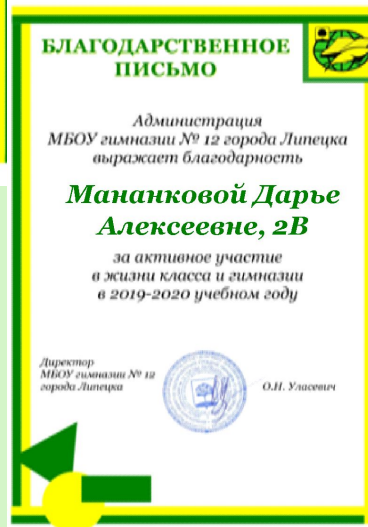 БЛАГОДАРСТВЕННОЕ
ПИСЬМО
Администрация
МБОУ гимназии № 12 города Липецка
выражает благодарность
Мананковой Дарье
Алексеевне, 2В
за активное участие
в жизни класса и гимназии
в 2019-2020 учебном году
Директор
МБОУ гимназии № 12
города Липецка
О.Н. Уласевич